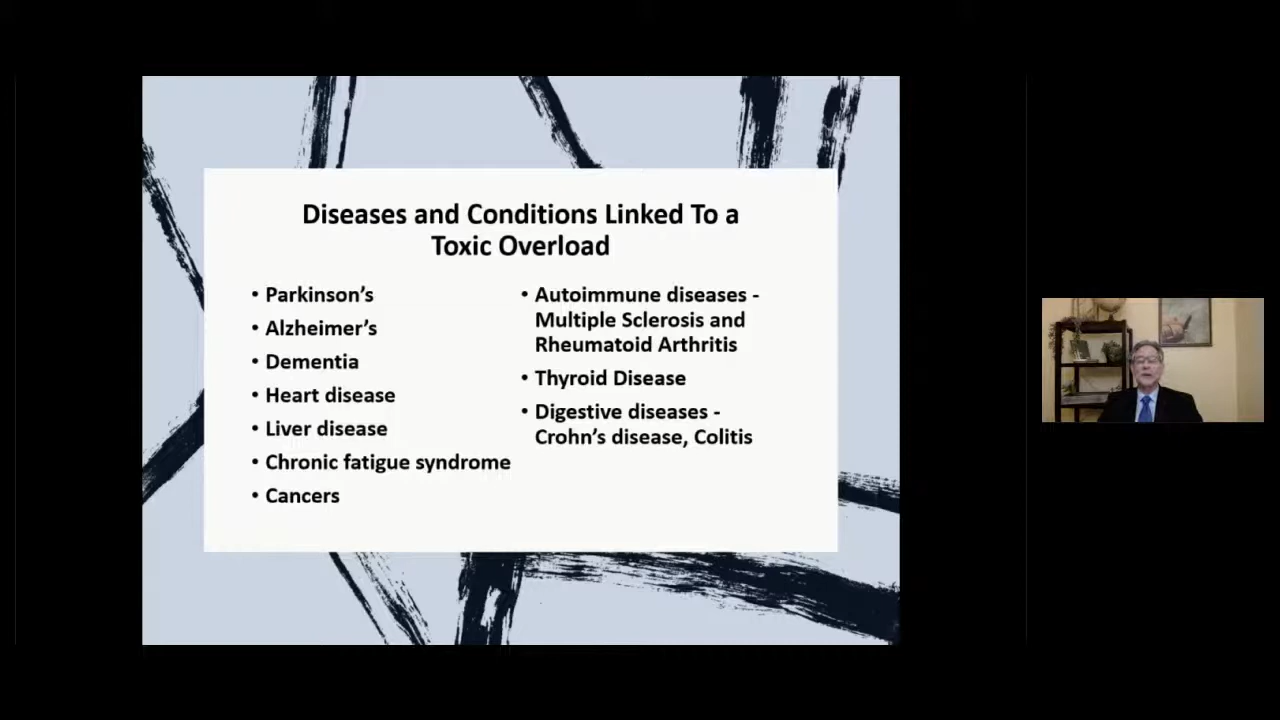 Diseases and Conditions Linked To a
Toxic Overload
• Parkinson's
• Alzheimer's
• Dementia
• Heart disease
• Liver disease
• Chronic fatigue syndrome
• Cancers
• Autoimmune diseases -
Multiple Sclerosis and
Rheumatoid Arthritis
• Thyroid Disease
• Digestive diseases -
Crohn's disease, Colitis